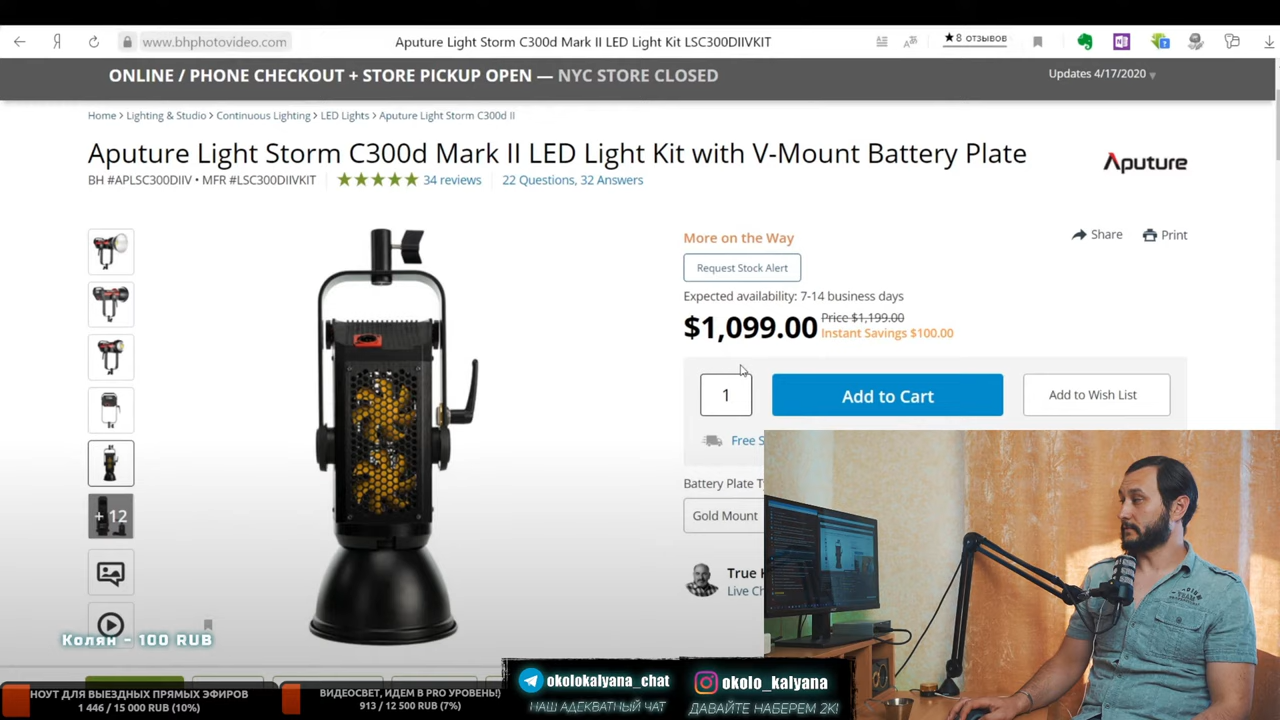 www.bhphotovideo.com
Aputure Light Storm C300d Mark II LED Light Kit LSC300DIIVKIT
★ 8 отзывов
ONLINE / PHONE CHECKOUT + STORE PICKUP OPEN — NYC STORE CLOSED
Updates 4/17/2020
Home › Lighting & Studio › Continuous Lighting › LED Lights › Aputure Light Storm C300d II
Aputure Light Storm C300d Mark II LED Light Kit with V-Mount Battery Plate
Aputure
BH #APLSC300DIIV • MFR #LSC300DIIVKIT
34 reviews
22 Questions, 32 Answers
More on the Way
Share
Print
Request Stock Alert
Expected availability: 7-14 business days
$1,099.00
Price $1,199.00
Instant Savings $100.00
1
Add to Cart
Add to Wish List
Free S
Battery Plate T
Gold Mount
+ 12
True
Live Ch
Колян - 100 RUB
НОУТ ДЛЯ ВЫЕЗДНЫХ ПРЯМЫХ ЭФИРОВ
1 446 / 15 000 RUB (10%)
ВИДЕОСВЕТ, ИДЕМ В PRO УРОВЕНЬ!)
913 / 12 500 RUB (7%)
okolokalyana_chat
НАШ АДЕКВАТНЫЙ ЧАТ
okolo_kalyana
ДАВАЙТЕ НАБЕРЕМ 2К!